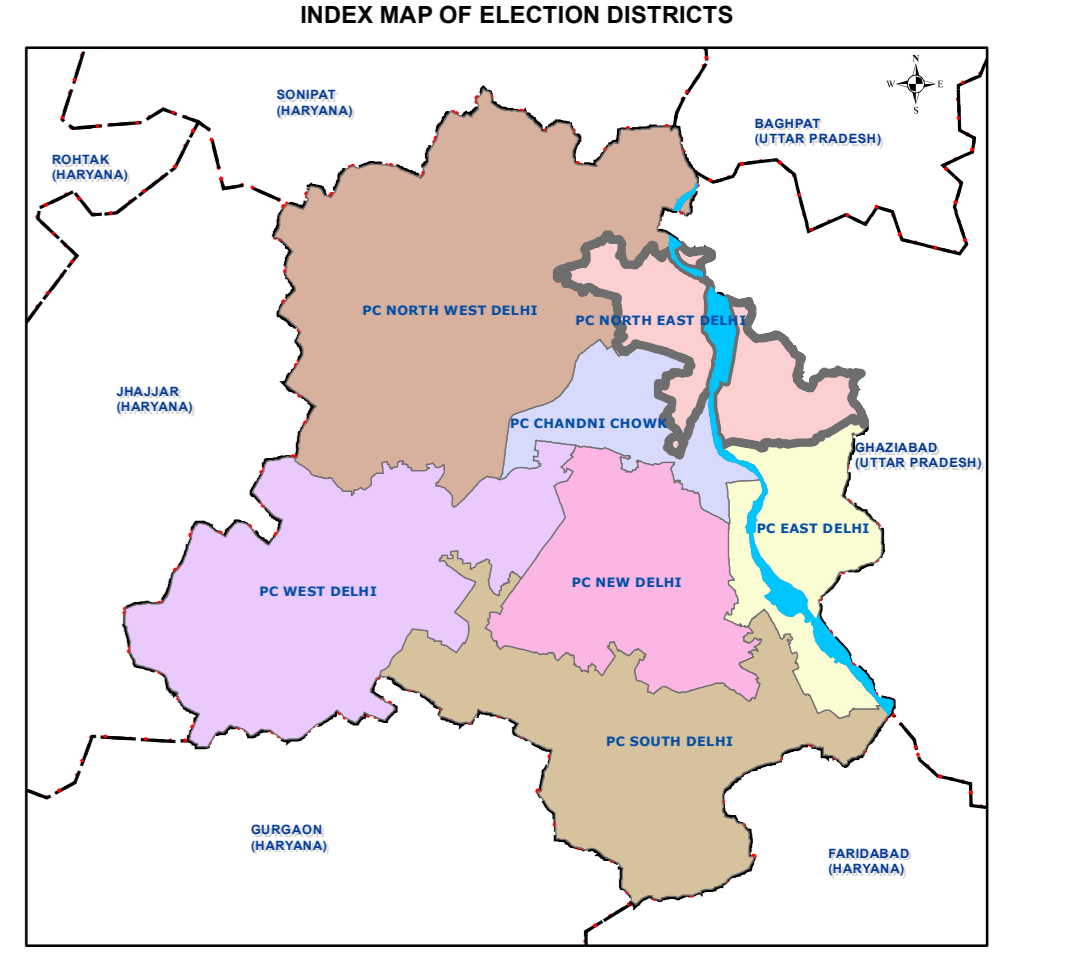 INDEX MAP OF ELECTION DISTRICTS
N
W E
S
SONIPAT
(HARYANA)
BAGHPAT
(UTTAR PRADESH)
ROHTAK
(HARYANA)
PC NORTH WEST DELHI
PC NORTH EAST DELHI
JHAJJAR
(HARYANA)
PC CHANDNI CHOWK
GHAZIABAD
(UTTAR PRADESH)
PC EAST DELHI
PC NEW DELHI
PC WEST DELHI
PC SOUTH DELHI
GURGAON
(HARYANA)
FARIDABAD
(HARYANA)